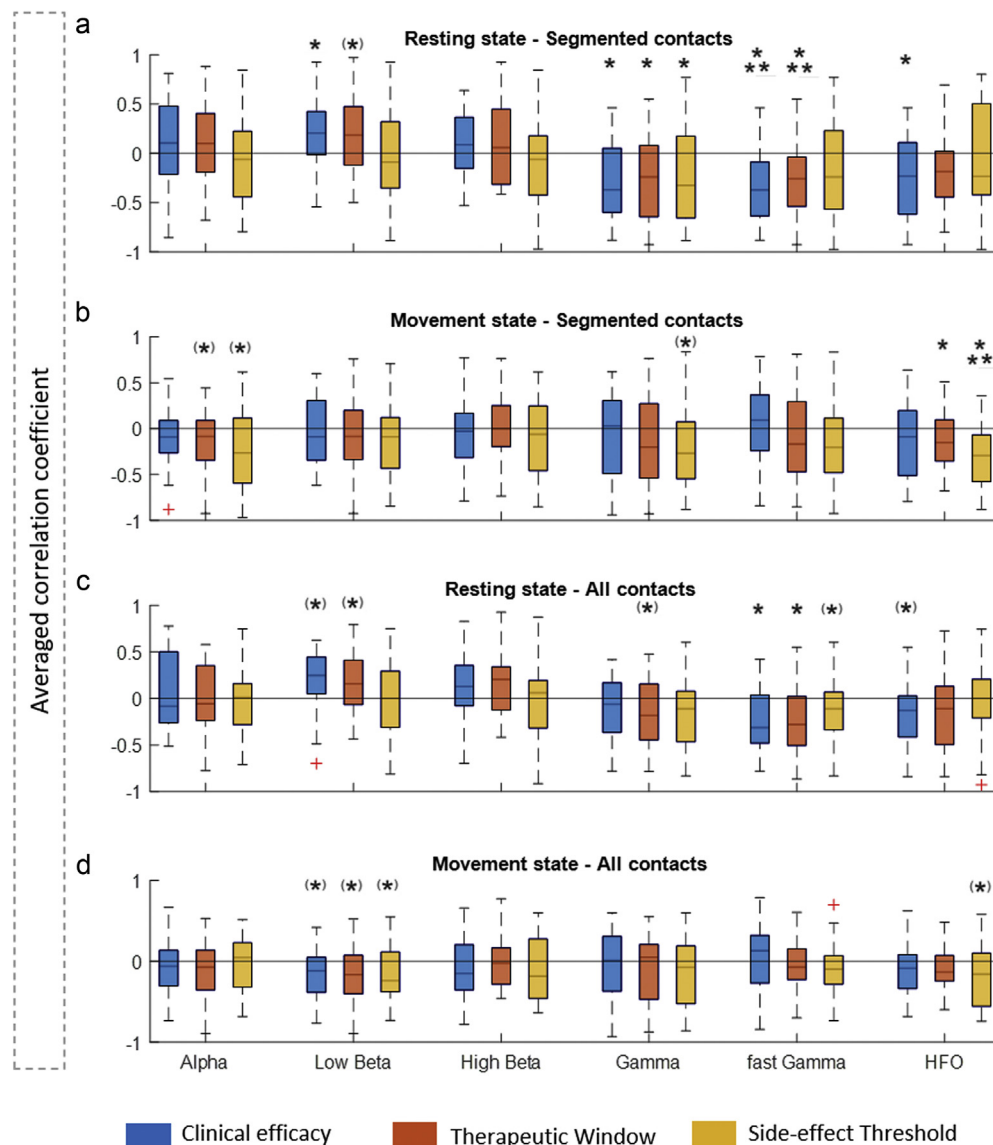 Averaged correlation coefficient
a
Resting state - Segmented contacts
* (*) * * * * ** * ** *
1
0.5
0
-0.5
-1
b
Movement state - Segmented contacts
(*) (*) (*) * * **
1
0.5
0
-0.5
-1
c
Resting state - All contacts
(*) (*) (*) * * (*) (*)
1
0.5
0
-0.5
-1
d
Movement state - All contacts
(*) (*) (*) (*)
1
0
-1
Alpha Low Beta High Beta Gamma fast Gamma HFO
Clinical efficacy Therapeutic Window Side-effect Threshold